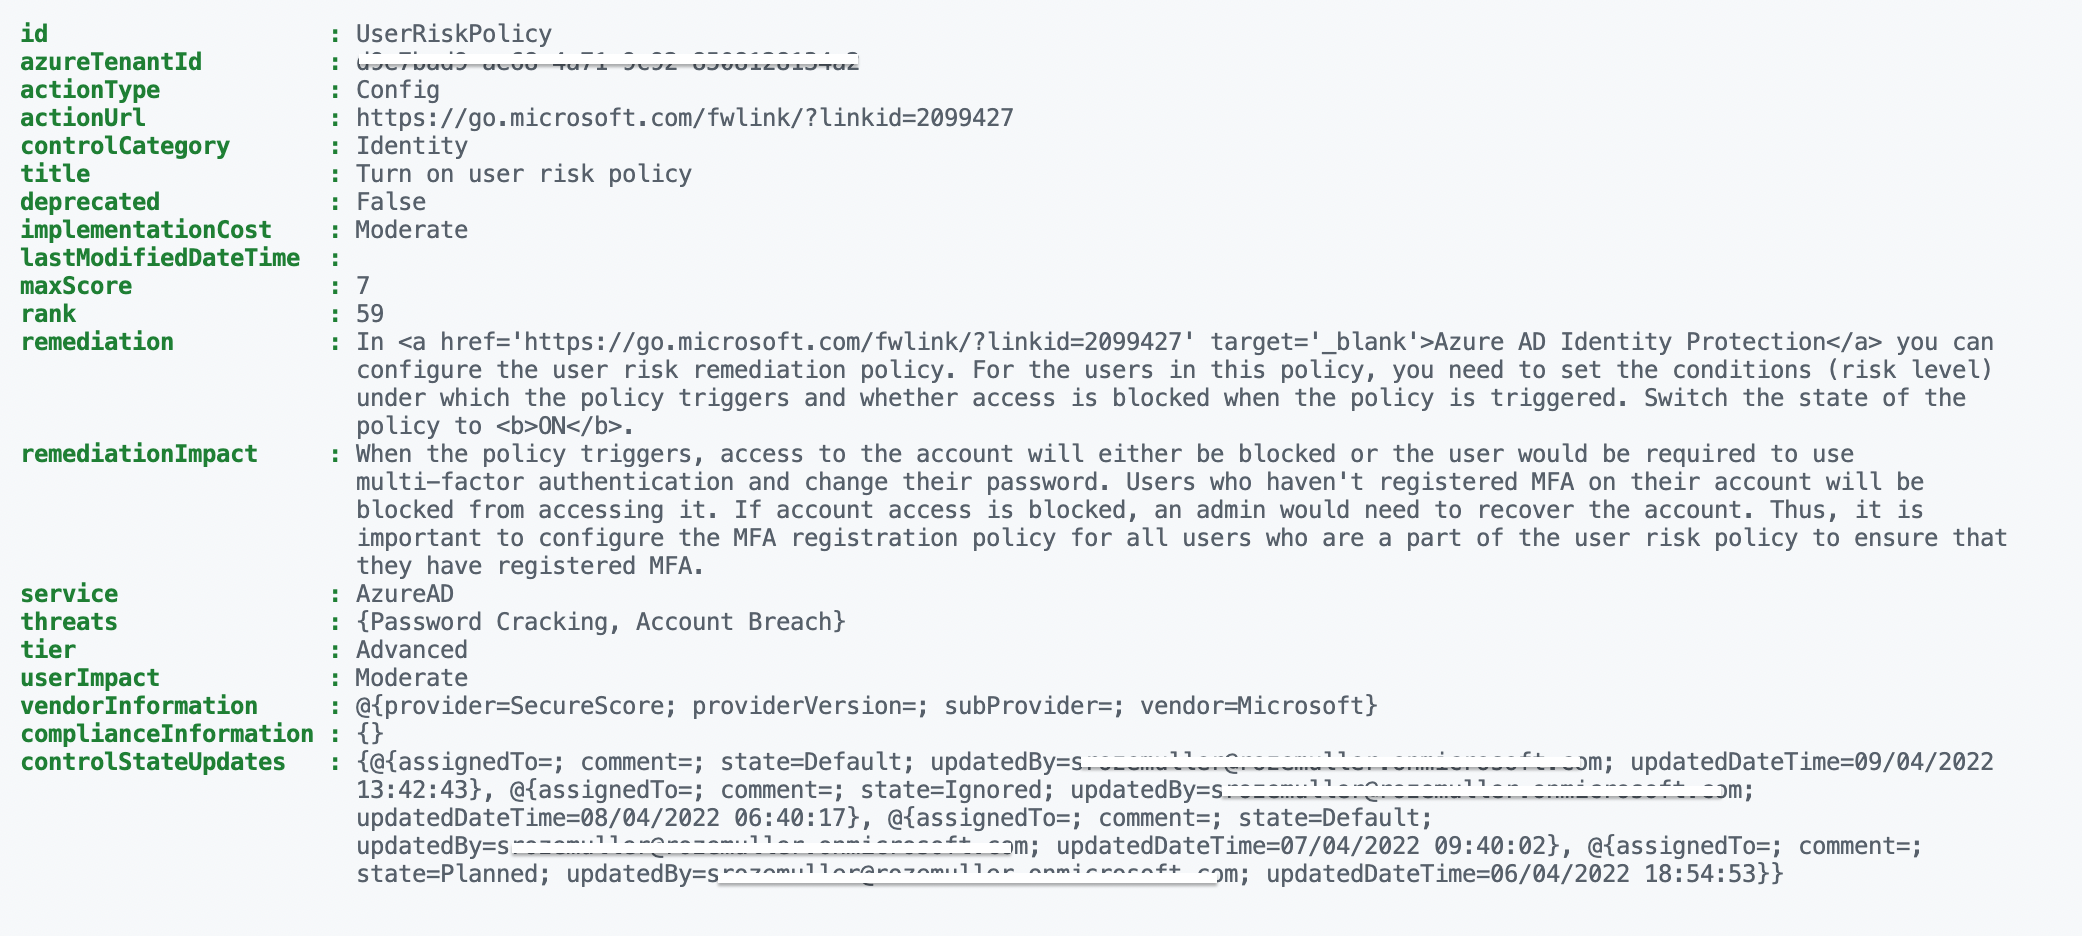 id : UserRiskPolicy
azureTenantId :
actionType : Config
actionUrl : https://go.microsoft.com/fwlink/?linkid=2099427
controlCategory : Identity
title : Turn on user risk policy
deprecated : False
implementationCost : Moderate
lastModifiedDateTime :
maxScore : 7
rank : 59
remediation : In <a href='https://go.microsoft.com/fwlink/?linkid=2099427' target='_blank'>Azure AD Identity Protection</a> you can
configure the user risk remediation policy. For the users in this policy, you need to set the conditions (risk level)
under which the policy triggers and whether access is blocked when the policy is triggered. Switch the state of the
policy to <b>ON</b>.
remediationImpact : When the policy triggers, access to the account will either be blocked or the user would be required to use
multi-factor authentication and change their password. Users who haven't registered MFA on their account will be
blocked from accessing it. If account access is blocked, an admin would need to recover the account. Thus, it is
important to configure the MFA registration policy for all users who are a part of the user risk policy to ensure that
they have registered MFA.
service : AzureAD
threats : {Password Cracking, Account Breach}
tier : Advanced
userImpact : Moderate
vendorInformation : @{provider=SecureScore; providerVersion=; subProvider=; vendor=Microsoft}
complianceInformation : {}
controlStateUpdates : {@{assignedTo=; comment=; state=Default; updatedBy= ; updatedDateTime=09/04/2022
13:42:43}, @{assignedTo=; comment=; state=Ignored; updatedBy= ;
updatedDateTime=08/04/2022 06:40:17}, @{assignedTo=; comment=; state=Default;
updatedBy= ; updatedDateTime=07/04/2022 09:40:02}, @{assignedTo=; comment=;
state=Planned; updatedBy= ; updatedDateTime=06/04/2022 18:54:53}}